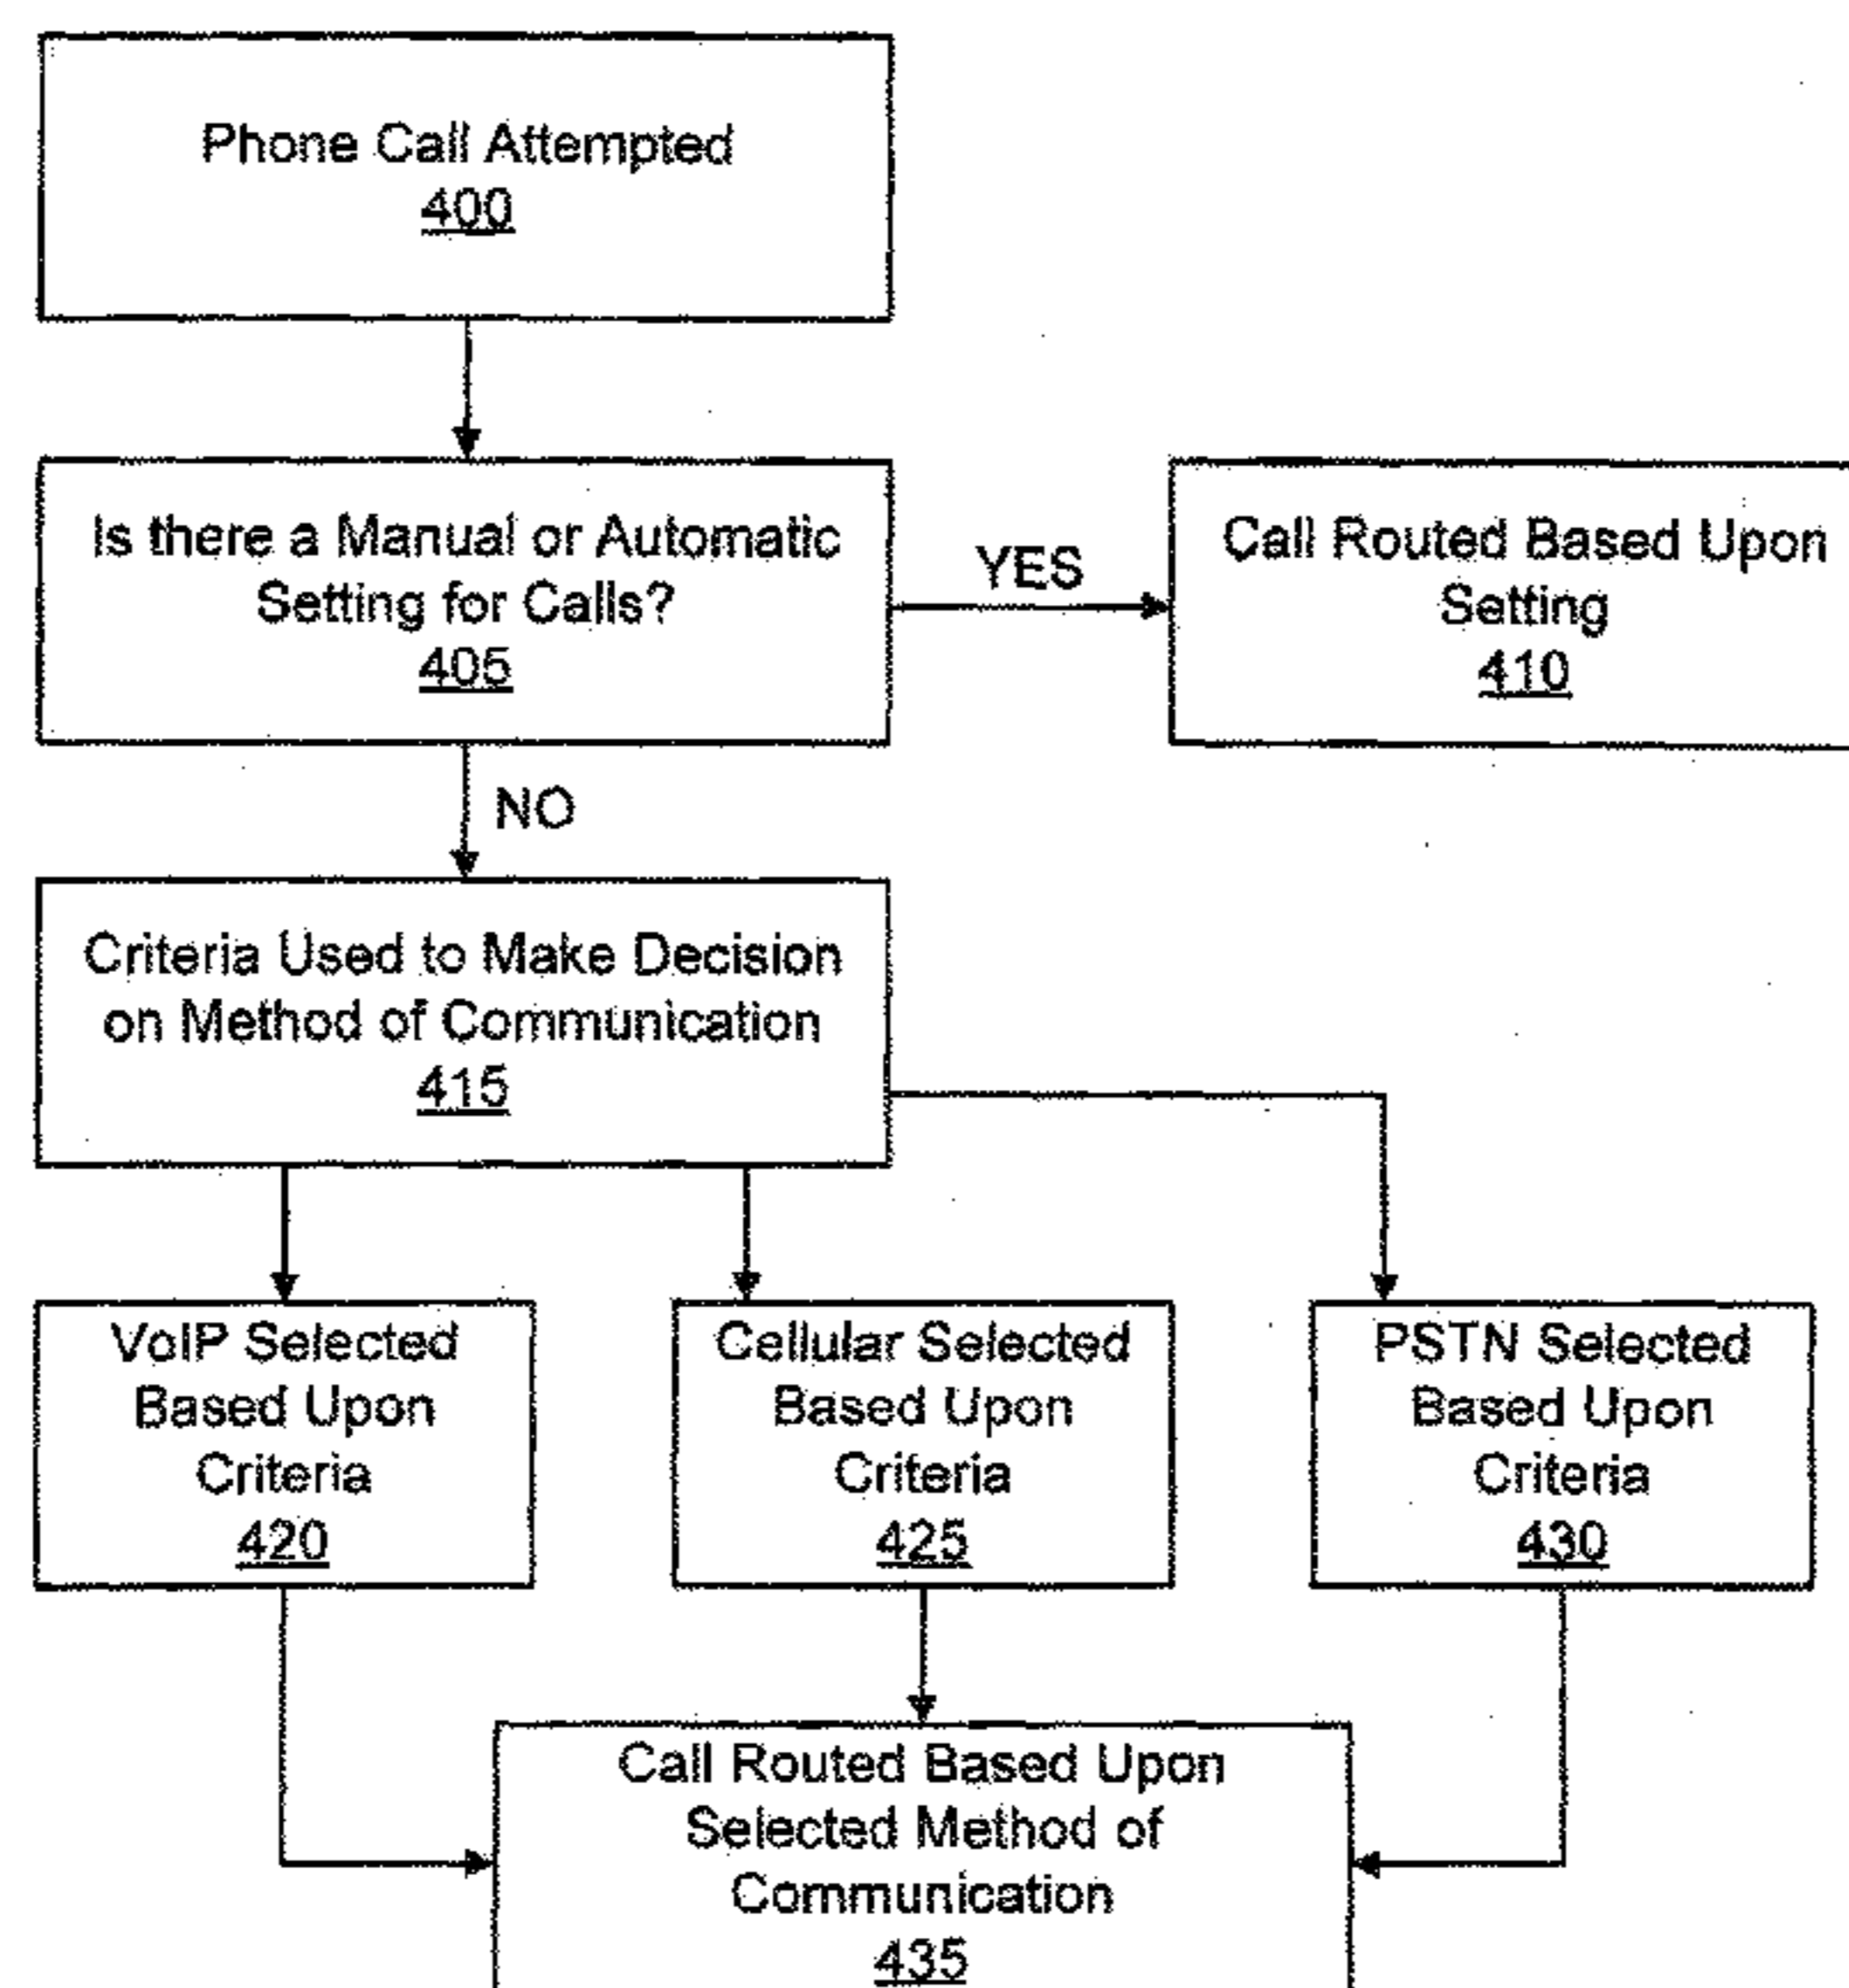 Phone Call Attempted
400
Is there a Manual or Automatic
Setting for Calls?
405
YES
Call Routed Based Upon
Setting
410
NO
Criteria Used to Make Decision
on Method of Communication
415
VoIP Selected
Based Upon
Criteria
420
Cellular Selected
Based Upon
Criteria
425
PSTN Selected
Based Upon
Criteria
430
Call Routed Based Upon
Selected Method of
Communication
435